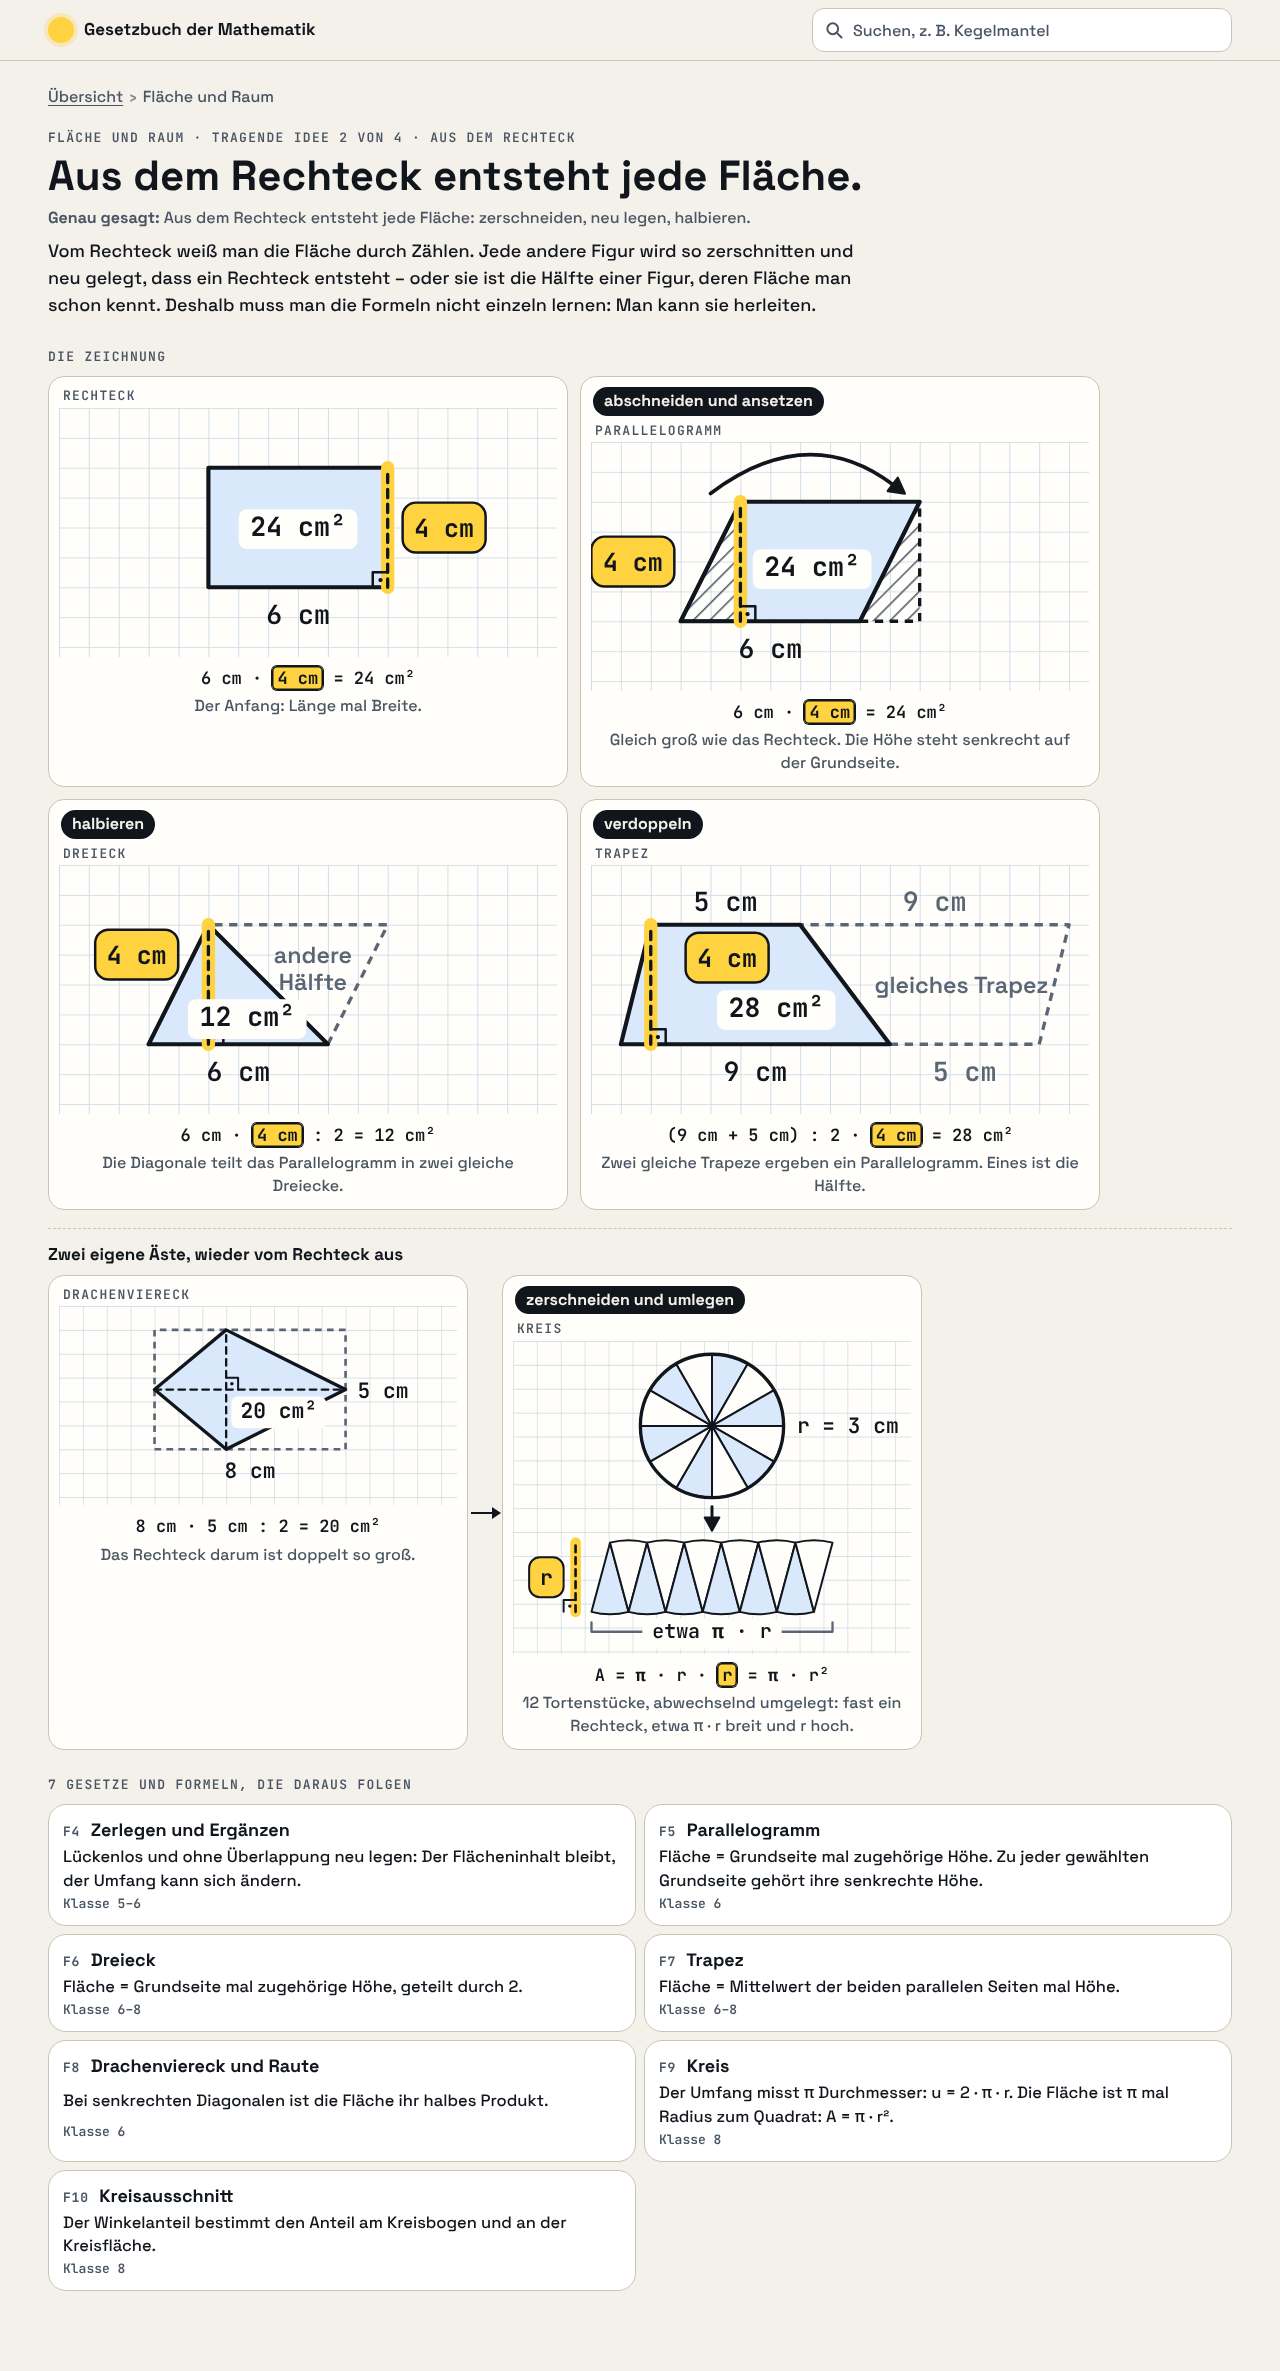 Gesetzbuch der Mathematik
Suchen, z. B. Kegelmantel
Übersicht > Fläche und Raum
FLÄCHE UND RAUM · TRAGENDE IDEE 2 VON 4 · AUS DEM RECHTECK
Aus dem Rechteck entsteht jede Fläche.
Genau gesagt: Aus dem Rechteck entsteht jede Fläche: zerschneiden, neu legen, halbieren.
Vom Rechteck weiß man die Fläche durch Zählen. Jede andere Figur wird so zerschnitten und
neu gelegt, dass ein Rechteck entsteht – oder sie ist die Hälfte einer Figur, deren Fläche man
schon kennt. Deshalb muss man die Formeln nicht einzeln lernen: Man kann sie herleiten.
DIE ZEICHNUNG
RECHTECK
24 cm²
4 cm
6 cm
6 cm · 4 cm = 24 cm²
Der Anfang: Länge mal Breite.
abschneiden und ansetzen
PARALLELOGRAMM
4 cm
24 cm²
6 cm
6 cm · 4 cm = 24 cm²
Gleich groß wie das Rechteck. Die Höhe steht senkrecht auf
der Grundseite.
halbieren
DREIECK
4 cm
andere
Hälfte
12 cm²
6 cm
6 cm · 4 cm : 2 = 12 cm²
Die Diagonale teilt das Parallelogramm in zwei gleiche
Dreiecke.
verdoppeln
TRAPEZ
5 cm
9 cm
4 cm
gleiches Trapez
28 cm²
9 cm
5 cm
(9 cm + 5 cm) : 2 · 4 cm = 28 cm²
Zwei gleiche Trapeze ergeben ein Parallelogramm. Eines ist die
Hälfte.
Zwei eigene Äste, wieder vom Rechteck aus
DRACHENVIERECK
5 cm
20 cm²
8 cm
8 cm · 5 cm : 2 = 20 cm²
Das Rechteck darum ist doppelt so groß.
zerschneiden und umlegen
KREIS
r = 3 cm
r
etwa π · r
A = π · r · r = π · r²
12 Tortenstücke, abwechselnd umgelegt: fast ein
Rechteck, etwa π · r breit und r hoch.
7 GESETZE UND FORMELN, DIE DARAUS FOLGEN
F4 Zerlegen und Ergänzen
Lückenlos und ohne Überlappung neu legen: Der Flächeninhalt bleibt,
der Umfang kann sich ändern.
Klasse 5–6
F5 Parallelogramm
Fläche = Grundseite mal zugehörige Höhe. Zu jeder gewählten
Grundseite gehört ihre senkrechte Höhe.
Klasse 6
F6 Dreieck
Fläche = Grundseite mal zugehörige Höhe, geteilt durch 2.
Klasse 6–8
F7 Trapez
Fläche = Mittelwert der beiden parallelen Seiten mal Höhe.
Klasse 6–8
F8 Drachenviereck und Raute
Bei senkrechten Diagonalen ist die Fläche ihr halbes Produkt.
Klasse 6
F9 Kreis
Der Umfang misst π Durchmesser: u = 2 · π · r. Die Fläche ist π mal
Radius zum Quadrat: A = π · r².
Klasse 8
F10 Kreisausschnitt
Der Winkelanteil bestimmt den Anteil am Kreisbogen und an der
Kreisfläche.
Klasse 8